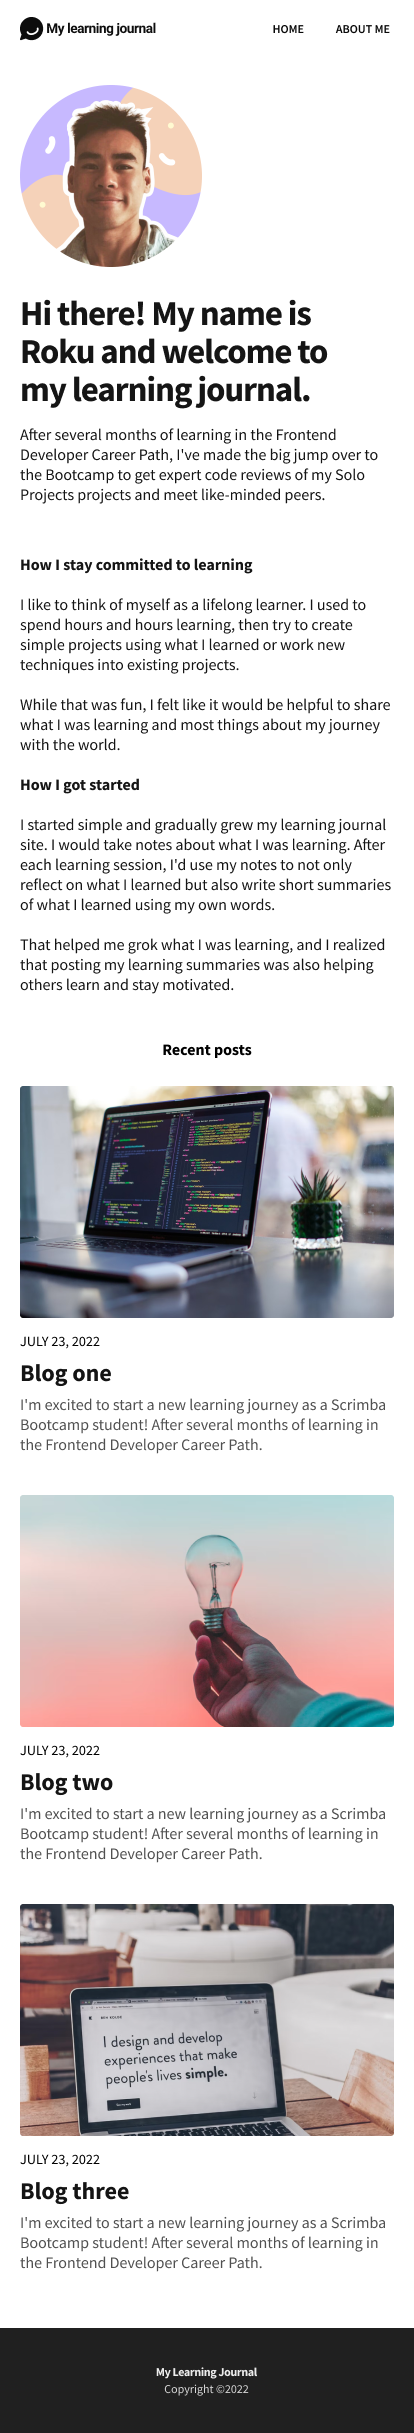 My learning journal
HOME
ABOUT ME
Hi there! My name is
Roku and welcome to
my learning journal.
After several months of learning in the Frontend
Developer Career Path, I've made the big jump over to
the Bootcamp to get expert code reviews of my Solo
Projects projects and meet like-minded peers.
How I stay committed to learning
I like to think of myself as a lifelong learner. I used to
spend hours and hours learning, then try to create
simple projects using what I learned or work new
techniques into existing projects.
While that was fun, I felt like it would be helpful to share
what I was learning and most things about my journey
with the world.
How I got started
I started simple and gradually grew my learning journal
site. I would take notes about what I was learning. After
each learning session, I'd use my notes to not only
reflect on what I learned but also write short summaries
of what I learned using my own words.
That helped me grok what I was learning, and I realized
that posting my learning summaries was also helping
others learn and stay motivated.
Recent posts
JULY 23, 2022
Blog one
I'm excited to start a new learning journey as a Scrimba
Bootcamp student! After several months of learning in
the Frontend Developer Career Path.
JULY 23, 2022
Blog two
I'm excited to start a new learning journey as a Scrimba
Bootcamp student! After several months of learning in
the Frontend Developer Career Path.
I design and develop
experiences that make
people's lives simple.
JULY 23, 2022
Blog three
I'm excited to start a new learning journey as a Scrimba
Bootcamp student! After several months of learning in
the Frontend Developer Career Path.
My Learning Journal
Copyright ©2022